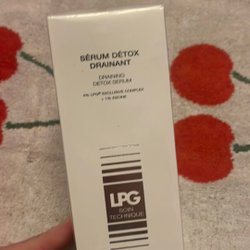 SÉRUM DÉTOX
DRAINANT
DRAINING
DETOX SERUM
LPG
SOIN
TECHNIQUE